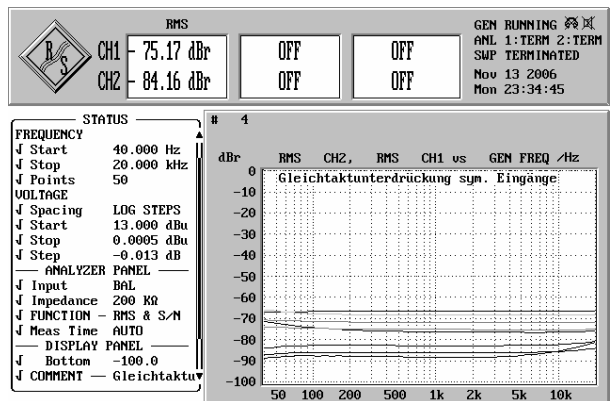 RMS
CH1 - 75.17 dBr
CH2 - 84.16 dBr
OFF
OFF
OFF
OFF
GEN RUNNING
ANL 1:TERM 2:TERM
SWP TERMINATED
Nov 13 2006
Mon 23:34:45
R S
STATUS
FREQUENCY
Start 40.000 Hz
Stop 20.000 kHz
Points 50
VOLTAGE
Spacing LOG STEPS
Start 13.000 dBu
Stop 0.0005 dBu
Step -0.013 dB
ANALYZER PANEL
Input BAL
Impedance 200 KΩ
FUNCTION - RMS & S/N
Meas Time AUTO
DISPLAY PANEL
Bottom -100.0
COMMENT — Gleichtaktu
# 4
dBr RMS CH2, RMS CH1 vs GEN FREQ /Hz
Gleichtaktunterdrückung sym. Eingänge
0
-10
-20
-30
-40
-50
-60
-70
-80
-90
-100
50 100 200 500 1k 2k 5k 10k